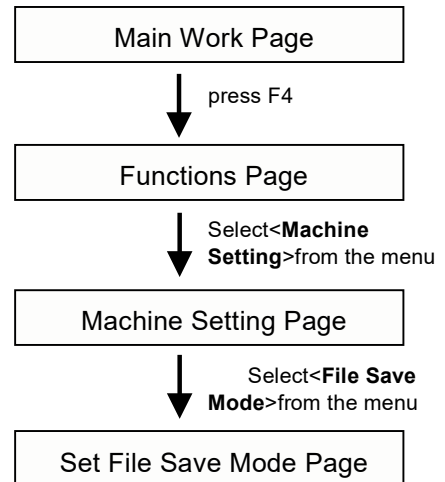 Main Work Page
press F4
Functions Page
Select<Machine
Setting>from the menu
Machine Setting Page
Select<File Save
Mode>from the menu
Set File Save Mode Page